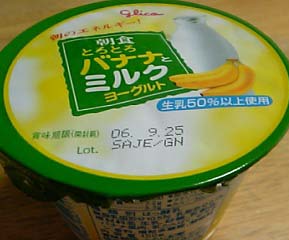 glico
朝のエネルギー!
朝食
とろとろ
バナナと
ミルク
ヨーグルト
生乳50%以上使用
賞味期限(開封前) 06. 9.25
Lot. SAJE/GN